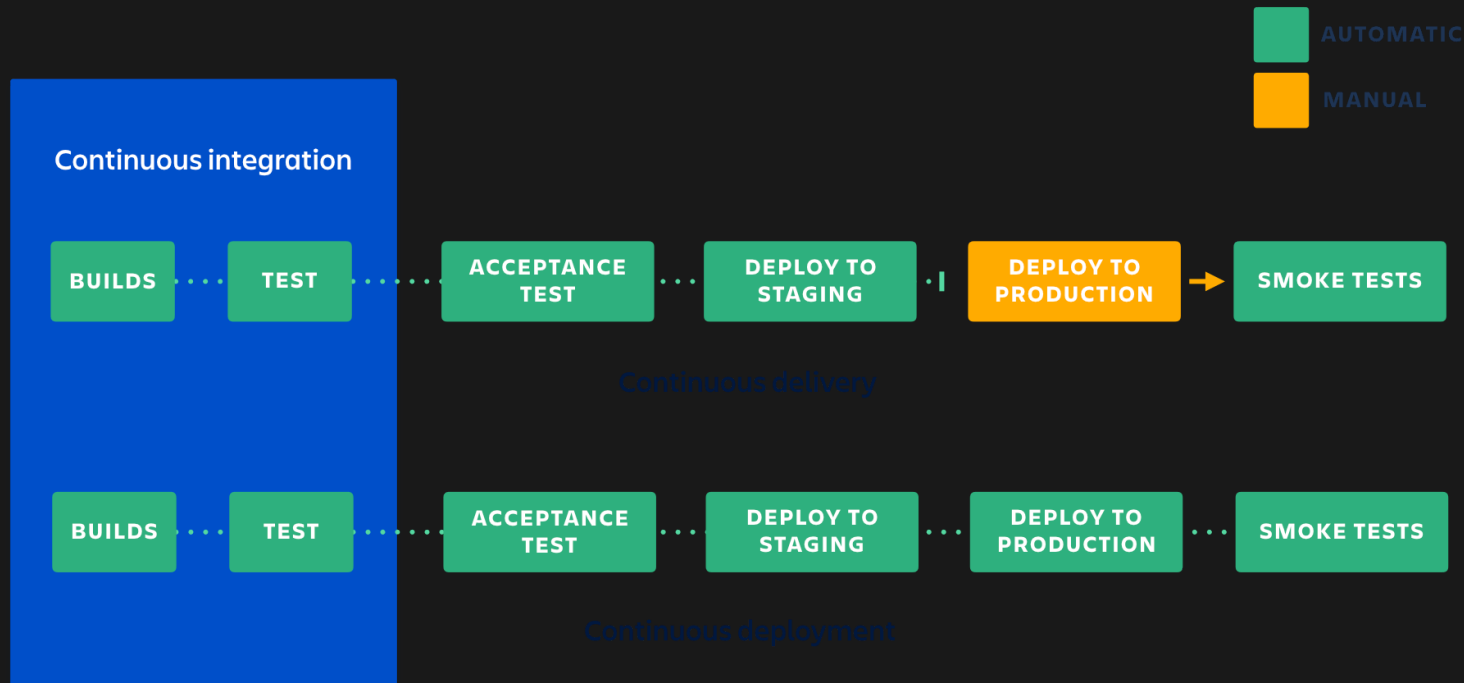 AUTOMATIC
MANUAL
Continuous integration
BUILDS
TEST
ACCEPTANCE
TEST
DEPLOY TO
STAGING
DEPLOY TO
PRODUCTION
SMOKE TESTS
Continuous delivery
BUILDS
TEST
ACCEPTANCE
TEST
DEPLOY TO
STAGING
DEPLOY TO
PRODUCTION
SMOKE TESTS
Continuous deployment